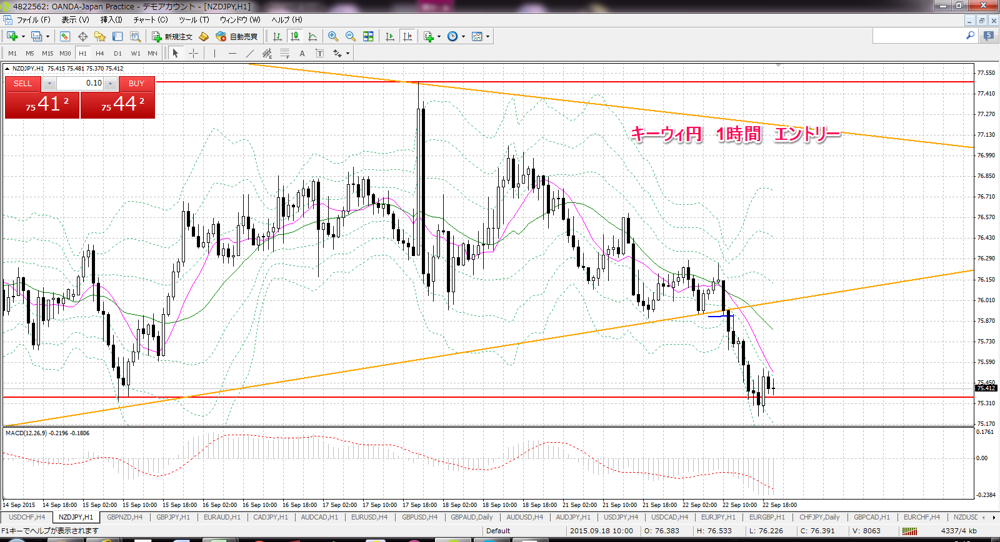 4822562: OANDA-Japan Practice - デモアカウント - [NZDJPY,H1]
ファイル (F) 表示 (V) 挿入(I) チャート (C) ツール (T) ウィンドウ (W) ヘルプ (H)
新規注文 自動売買 5
M1 M5 M15 M30 H1 H4 D1 W1 MN A T
NZDJPY,H1 75.415 75.481 75.370 75.412
SELL 0.10 BUY
75 41 2 75 44 2
キーウィ円 1時間 エントリー
77.550
77.410
77.270
77.130
76.990
76.850
76.710
76.570
76.430
76.290
76.150
76.010
75.870
75.730
75.590
75.450
75.412
75.310
75.170
MACD(12,26,9) -0.2196 -0.1806
0.1761
0.00
-0.2384
14 Sep 2015 14 Sep 18:00 15 Sep 02:00 15 Sep 10:00 15 Sep 18:00 16 Sep 02:00 16 Sep 10:00 16 Sep 18:00 17 Sep 02:00 17 Sep 10:00 17 Sep 18:00 18 Sep 02:00 18 Sep 10:00 18 Sep 18:00 21 Sep 02:00 21 Sep 10:00 21 Sep 18:00 22 Sep 02:00 22 Sep 10:00 22 Sep 18:00
USDCHF,H4 NZDJPY,H1 GBPNZD,H4 GBPJPY,H1 EURAUD,H1 CADJPY,H1 AUDCAD,H1 EURUSD,H4 GBPUSD,H4 GBPAUD,Daily AUDUSD,H4 AUDJPY,H1 USDJPY,H4 USDCAD,H4 EURJPY,H1 EURGBP,H1 CHFJPY,Daily GBPCAD,H1 EURCHF,H4 NZDUSD
F1キーでヘルプが表示されます Default 2015.09.18 10:00 O: 76.383 H: 76.533 L: 76.226 C: 76.391 V: 8063 4337/4 kb